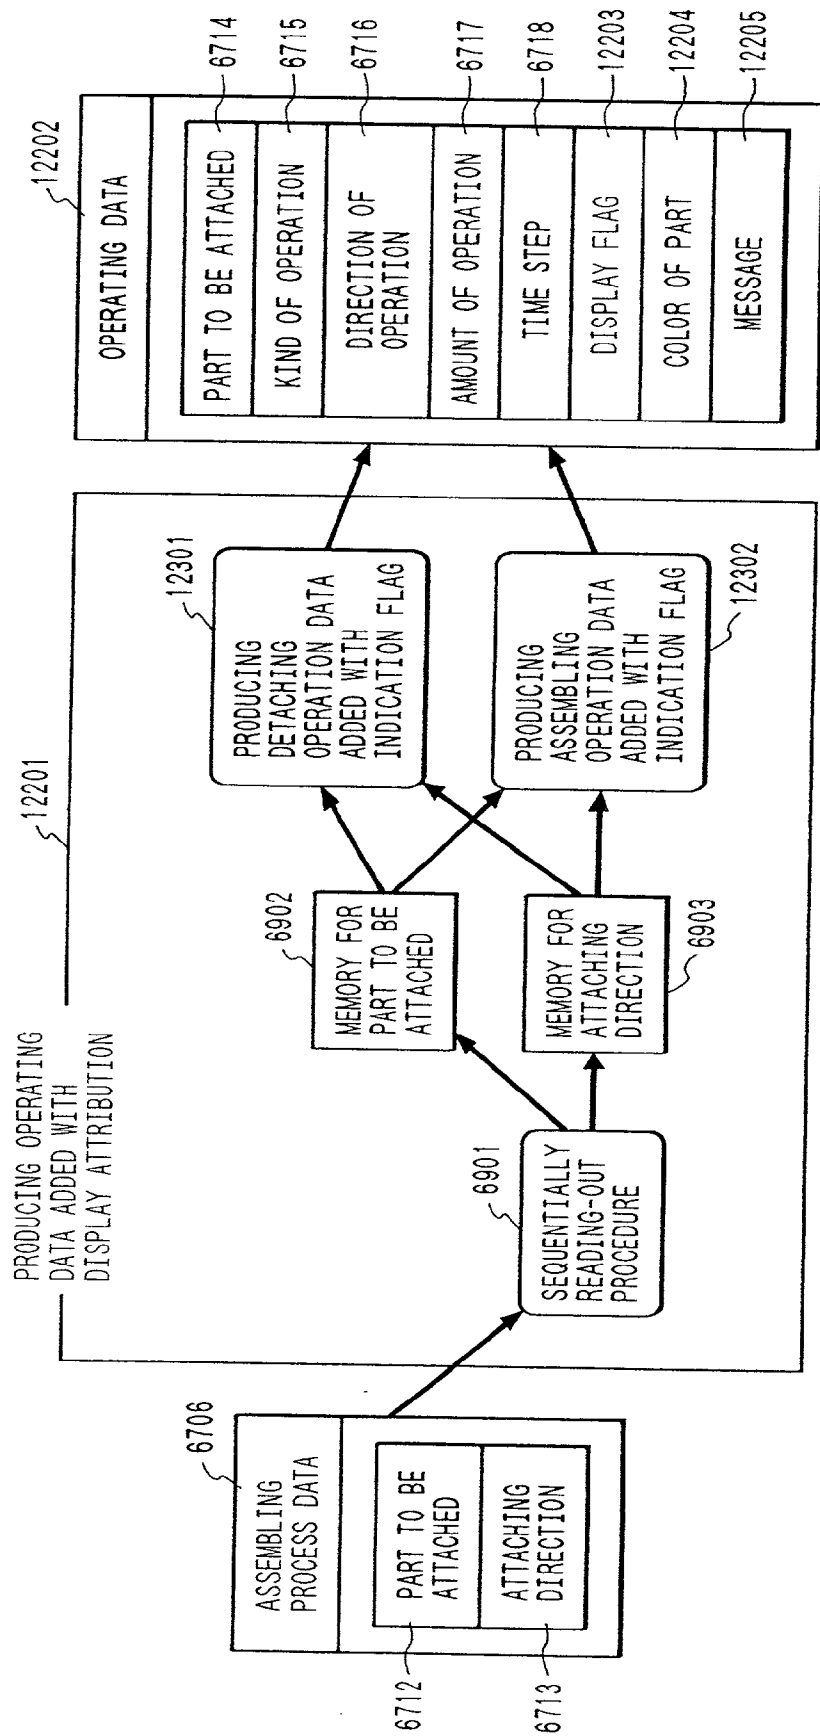 ASSEMBLING
PROCESS DATA
6706
PART TO BE
ATTACHED
6712
ATTACHING
DIRECTION
6713
PRODUCING OPERATING
DATA ADDED WITH
DISPLAY ATTRIBUTION
12201
SEQUENTIALLY
READING-OUT
PROCEDURE
6901
MEMORY FOR
PART TO BE
ATTACHED
6902
MEMORY FOR
ATTACHING
DIRECTION
6903
PRODUCING
DETACHING
OPERATION DATA
ADDED WITH
INDICATION FLAG
12301
PRODUCING
ASSEMBLING
OPERATION DATA
ADDED WITH
INDICATION FLAG
12302
OPERATING DATA
12202
PART TO BE ATTACHED
6714
KIND OF OPERATION
6715
DIRECTION OF
OPERATION
6716
AMOUNT OF OPERATION
6717
TIME STEP
6718
DISPLAY FLAG
12203
COLOR OF PART
12204
MESSAGE
12205